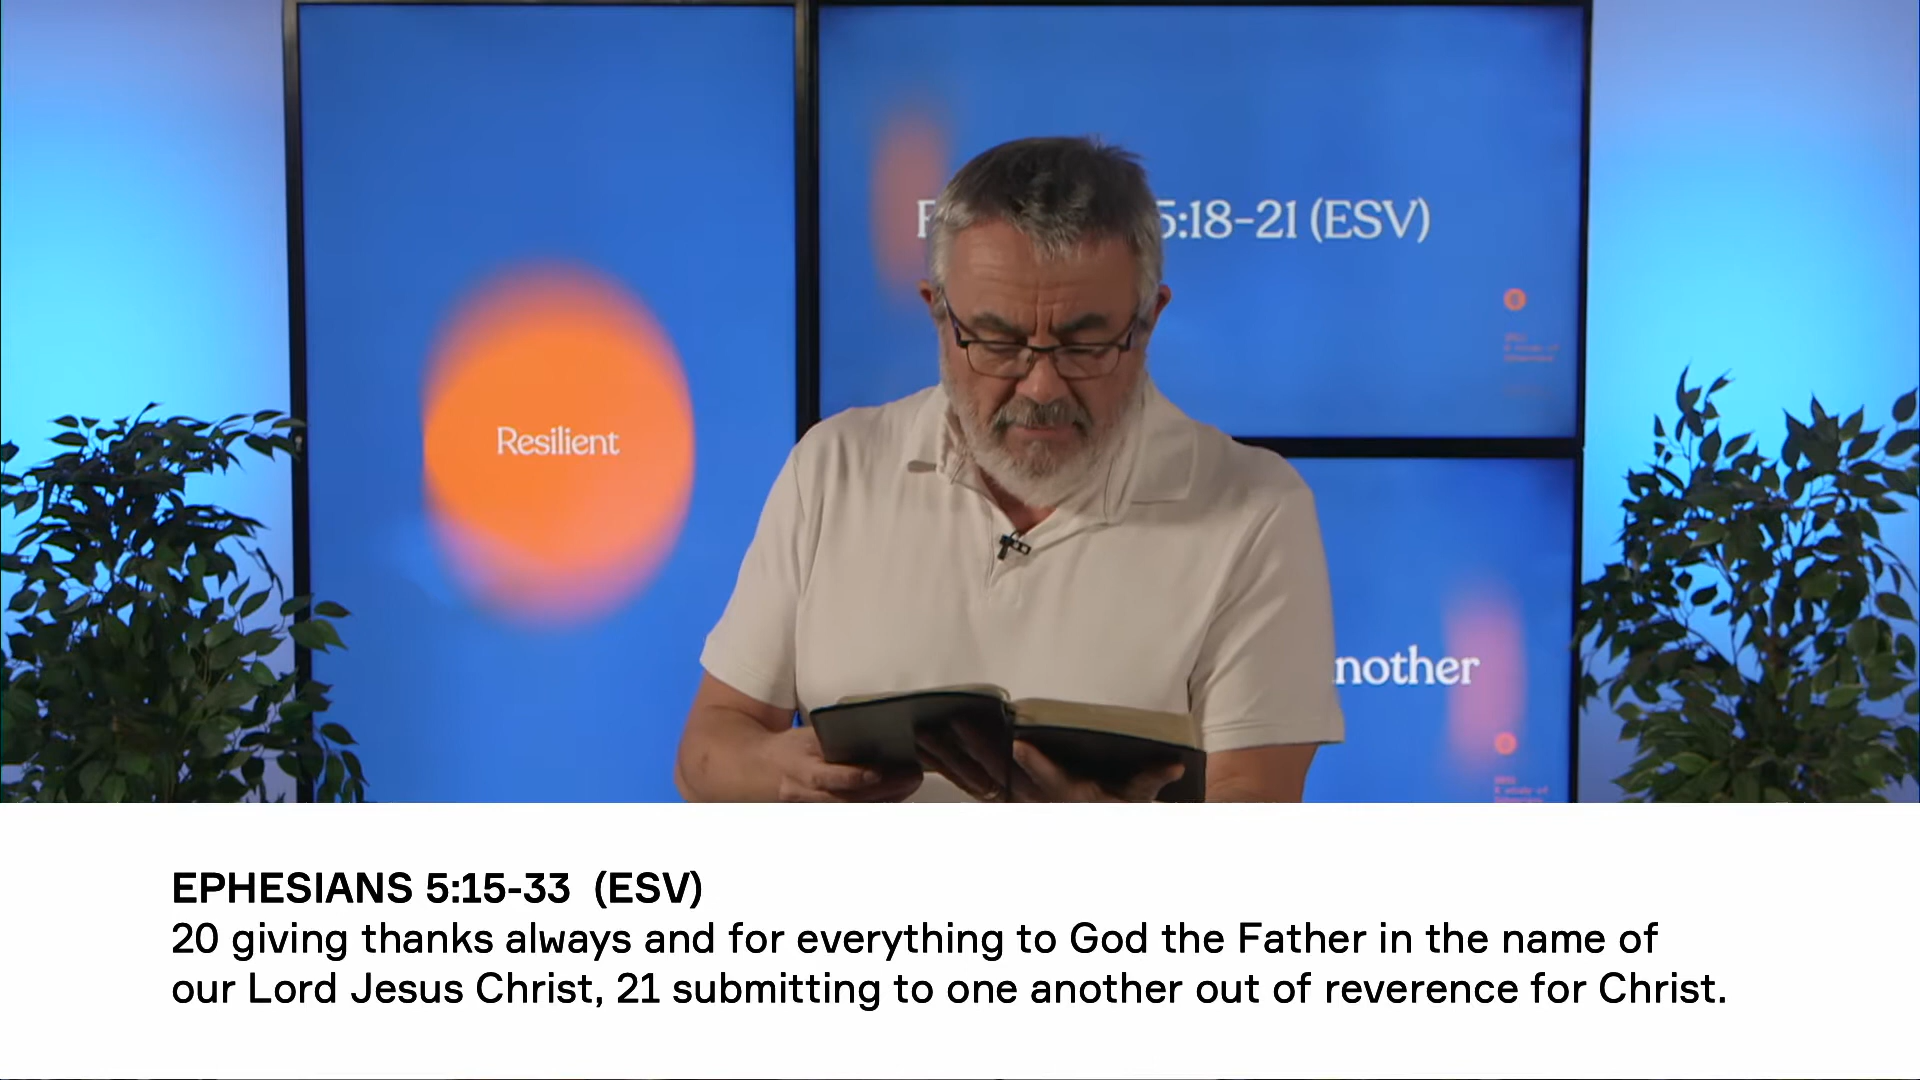 5:18-21 (ESV)
Resilient
nother
EPHESIANS 5:15-33 (ESV)
20 giving thanks always and for everything to God the Father in the name of
our Lord Jesus Christ, 21 submitting to one another out of reverence for Christ.